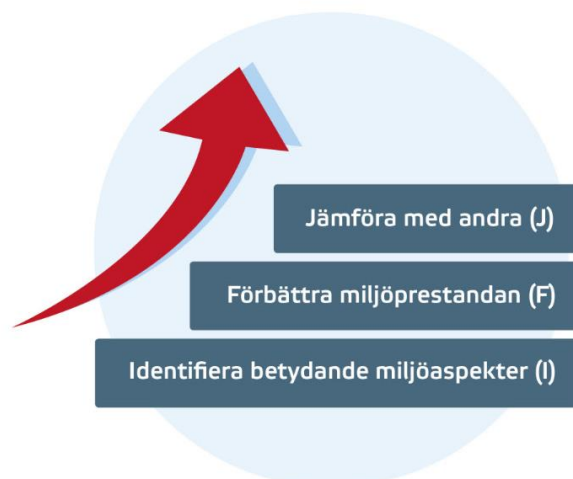 Jämföra med andra (J)
Förbättra miljöprestandan (F)
Identifiera betydande miljöaspekter (I)